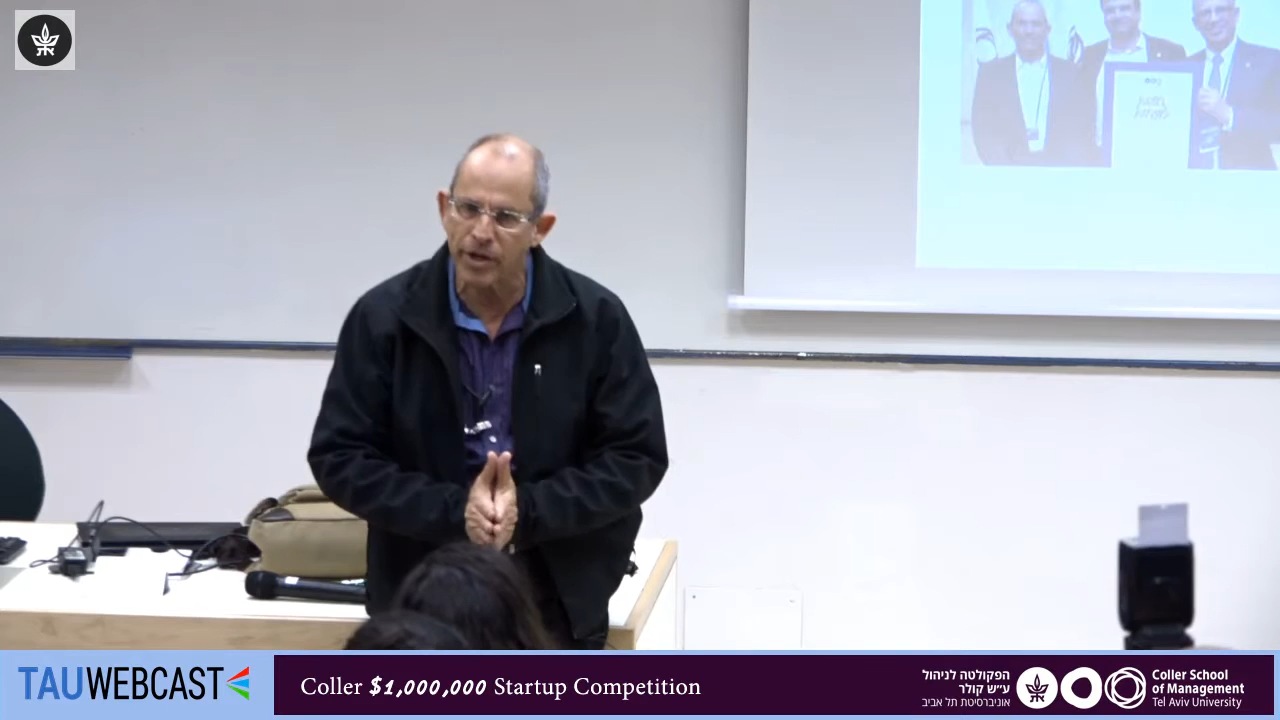 TAUWEBCAST
Coller $1,000,000 Startup Competition
הפקולטה לניהול
ע״ש קולר
אוניברסיטת תל אביב
Coller School
of Management
Tel Aviv University